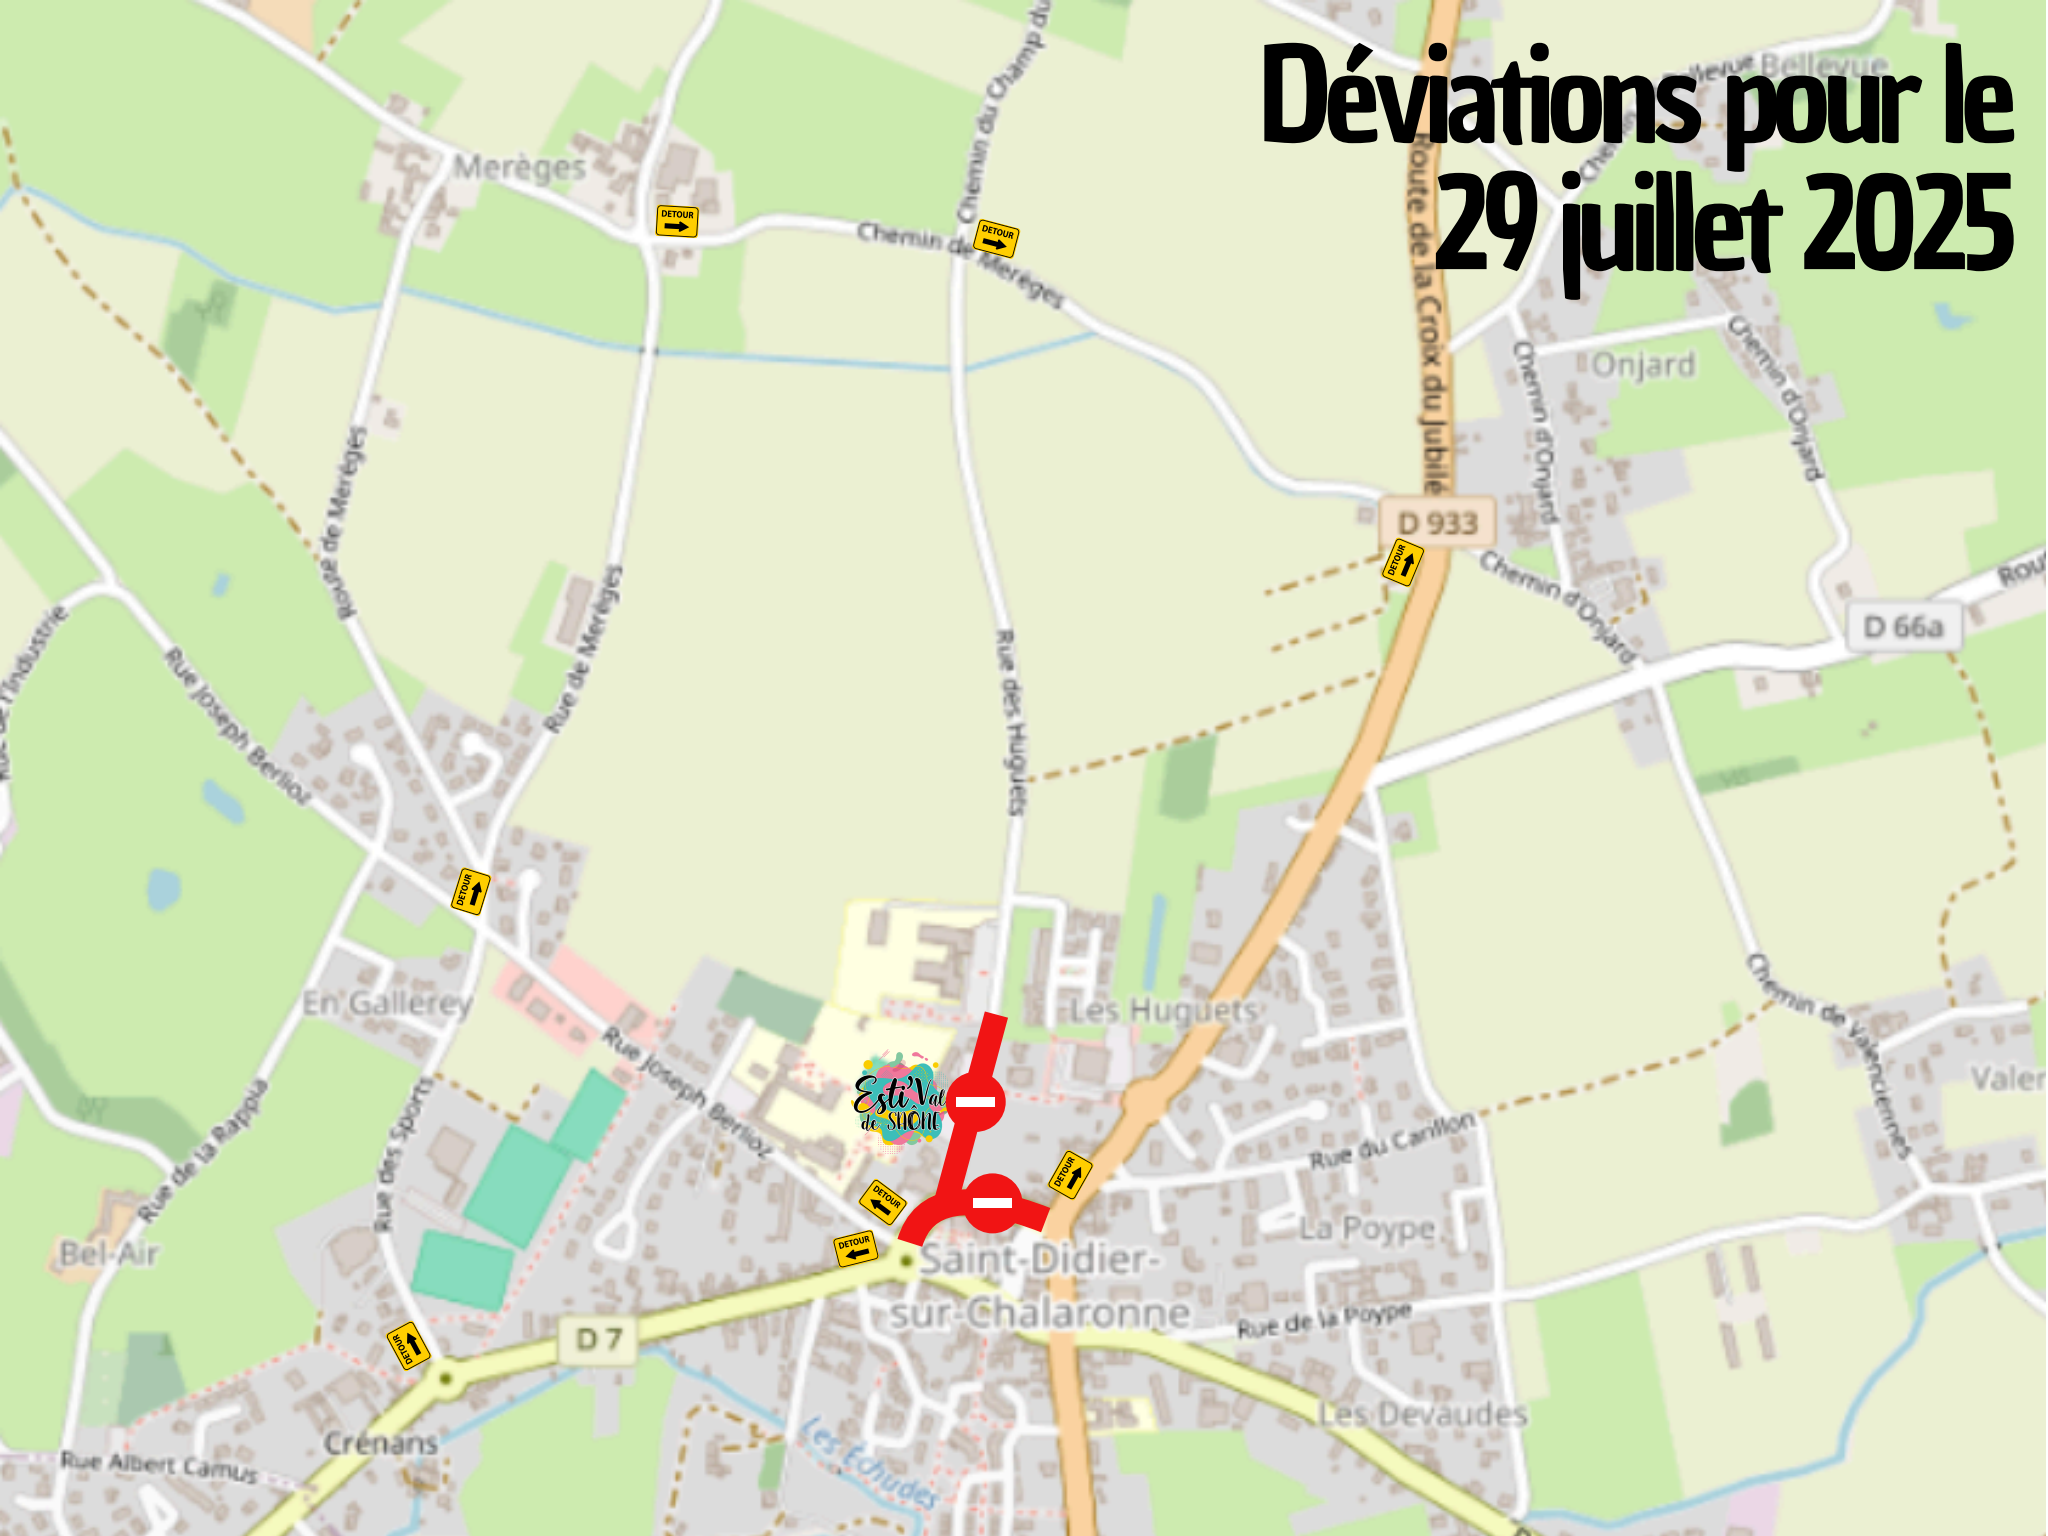 Déviations pour le
29 juillet 2025
Bellevue
Merèges
Chemin du Champ du
DETOUR
DETOUR
Chemin de Merèges
Route de la Croix du Jubilé
Onjard
Chemin d'Onjard
Chemin d'Onjard
D 933
DETOUR
Chemin d'Onjard
D 66a
Route de Merèges
Rue de Merèges
Rue Joseph Berlioz
Rue des Huguets
DETOUR
En Gallerey
Les Huguets
Rue Joseph Berlioz
Chemin de Valenciennes
Esti'Val
de SAÔNE
Rue de la Rappia
Rue des Sports
Rue du Carillon
DETOUR
DETOUR
DETOUR
Bel-Air
La Poype
Saint-Didier-
sur-Chalaronne
Rue de la Poype
D 7
DETOUR
Crénans
Les Devaudes
Rue Albert Camus
Les Échudes